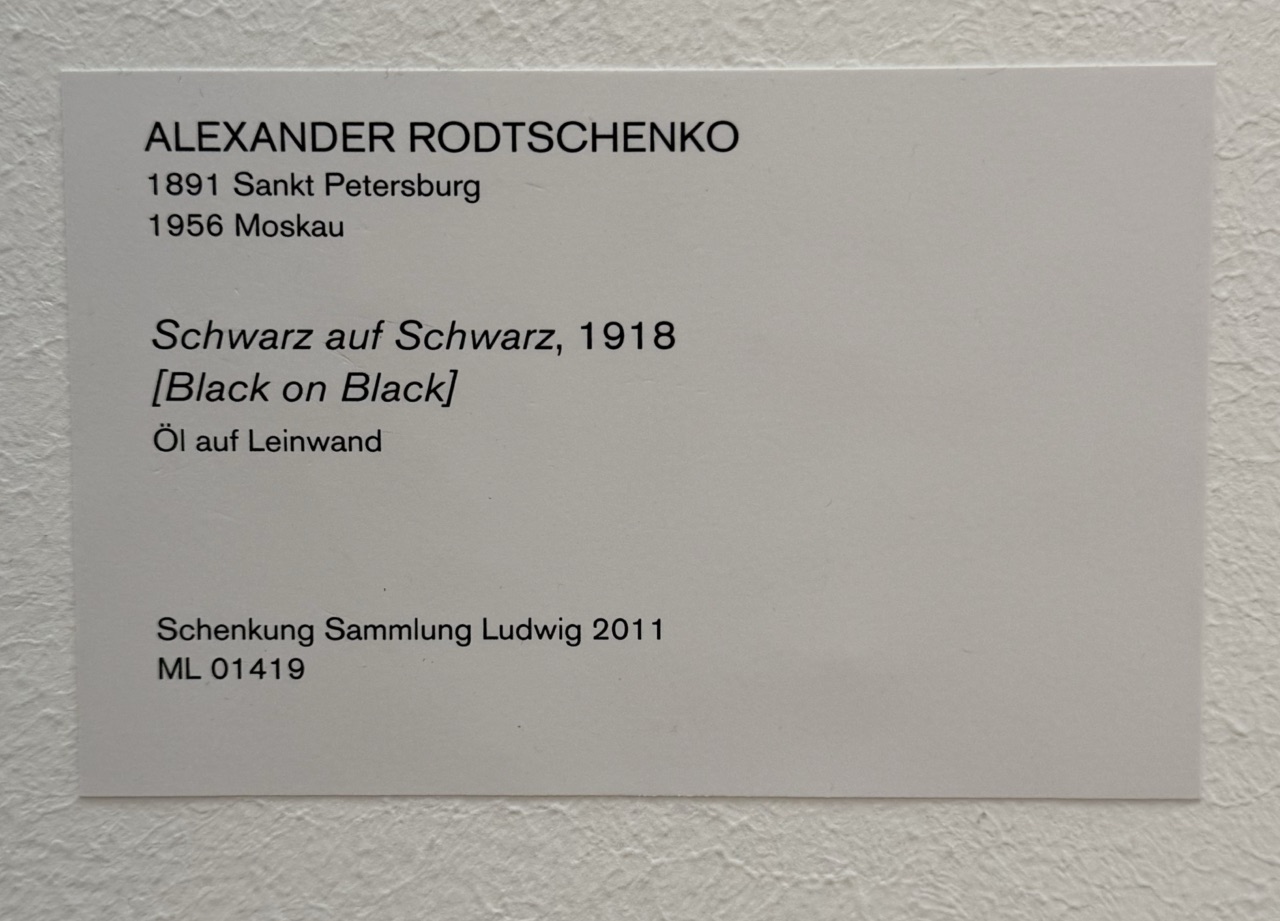 ALEXANDER RODTSCHENKO
1891 Sankt Petersburg
1956 Moskau
Schwarz auf Schwarz, 1918
[Black on Black]
Öl auf Leinwand
Schenkung Sammlung Ludwig 2011
ML 01419